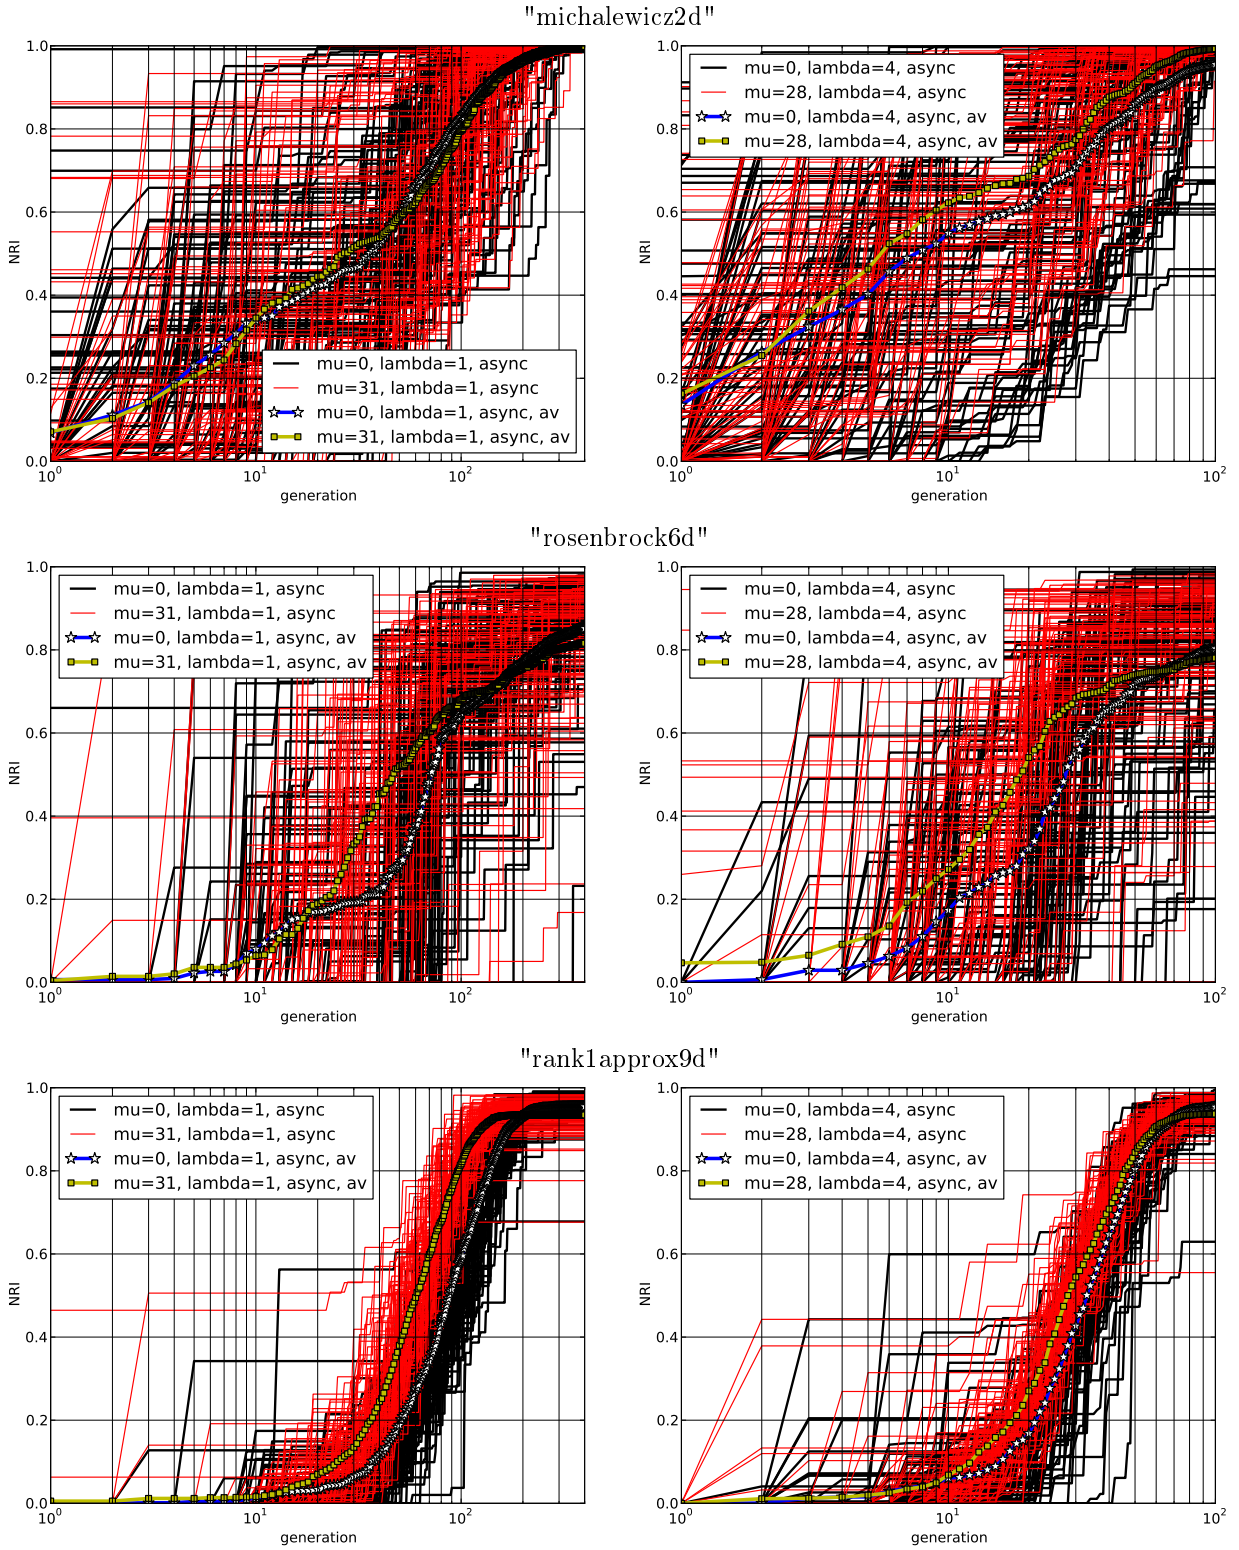 "michalewicz2d"
1.0
0.8
0.6
0.4
0.2
0.0
NRI
mu=0, lambda=1, async
mu=31, lambda=1, async
mu=0, lambda=1, async, av
mu=31, lambda=1, async, av
10^0
10^1
10^2
generation
1.0
0.8
0.6
0.4
0.2
0.0
NRI
mu=0, lambda=4, async
mu=28, lambda=4, async
mu=0, lambda=4, async, av
mu=28, lambda=4, async, av
10^0
10^1
10^2
generation
"rosenbrock6d"
1.0
0.8
0.6
0.4
0.2
0.0
NRI
mu=0, lambda=1, async
mu=31, lambda=1, async
mu=0, lambda=1, async, av
mu=31, lambda=1, async, av
10^0
10^1
10^2
generation
1.0
0.8
0.6
0.4
0.2
0.0
NRI
mu=0, lambda=4, async
mu=28, lambda=4, async
mu=0, lambda=4, async, av
mu=28, lambda=4, async, av
10^0
10^1
10^2
generation
"rank1approx9d"
1.0
0.8
0.6
0.4
0.2
0.0
NRI
mu=0, lambda=1, async
mu=31, lambda=1, async
mu=0, lambda=1, async, av
mu=31, lambda=1, async, av
10^0
10^1
10^2
generation
1.0
0.8
0.6
0.4
0.2
0.0
NRI
mu=0, lambda=4, async
mu=28, lambda=4, async
mu=0, lambda=4, async, av
mu=28, lambda=4, async, av
10^0
10^1
10^2
generation